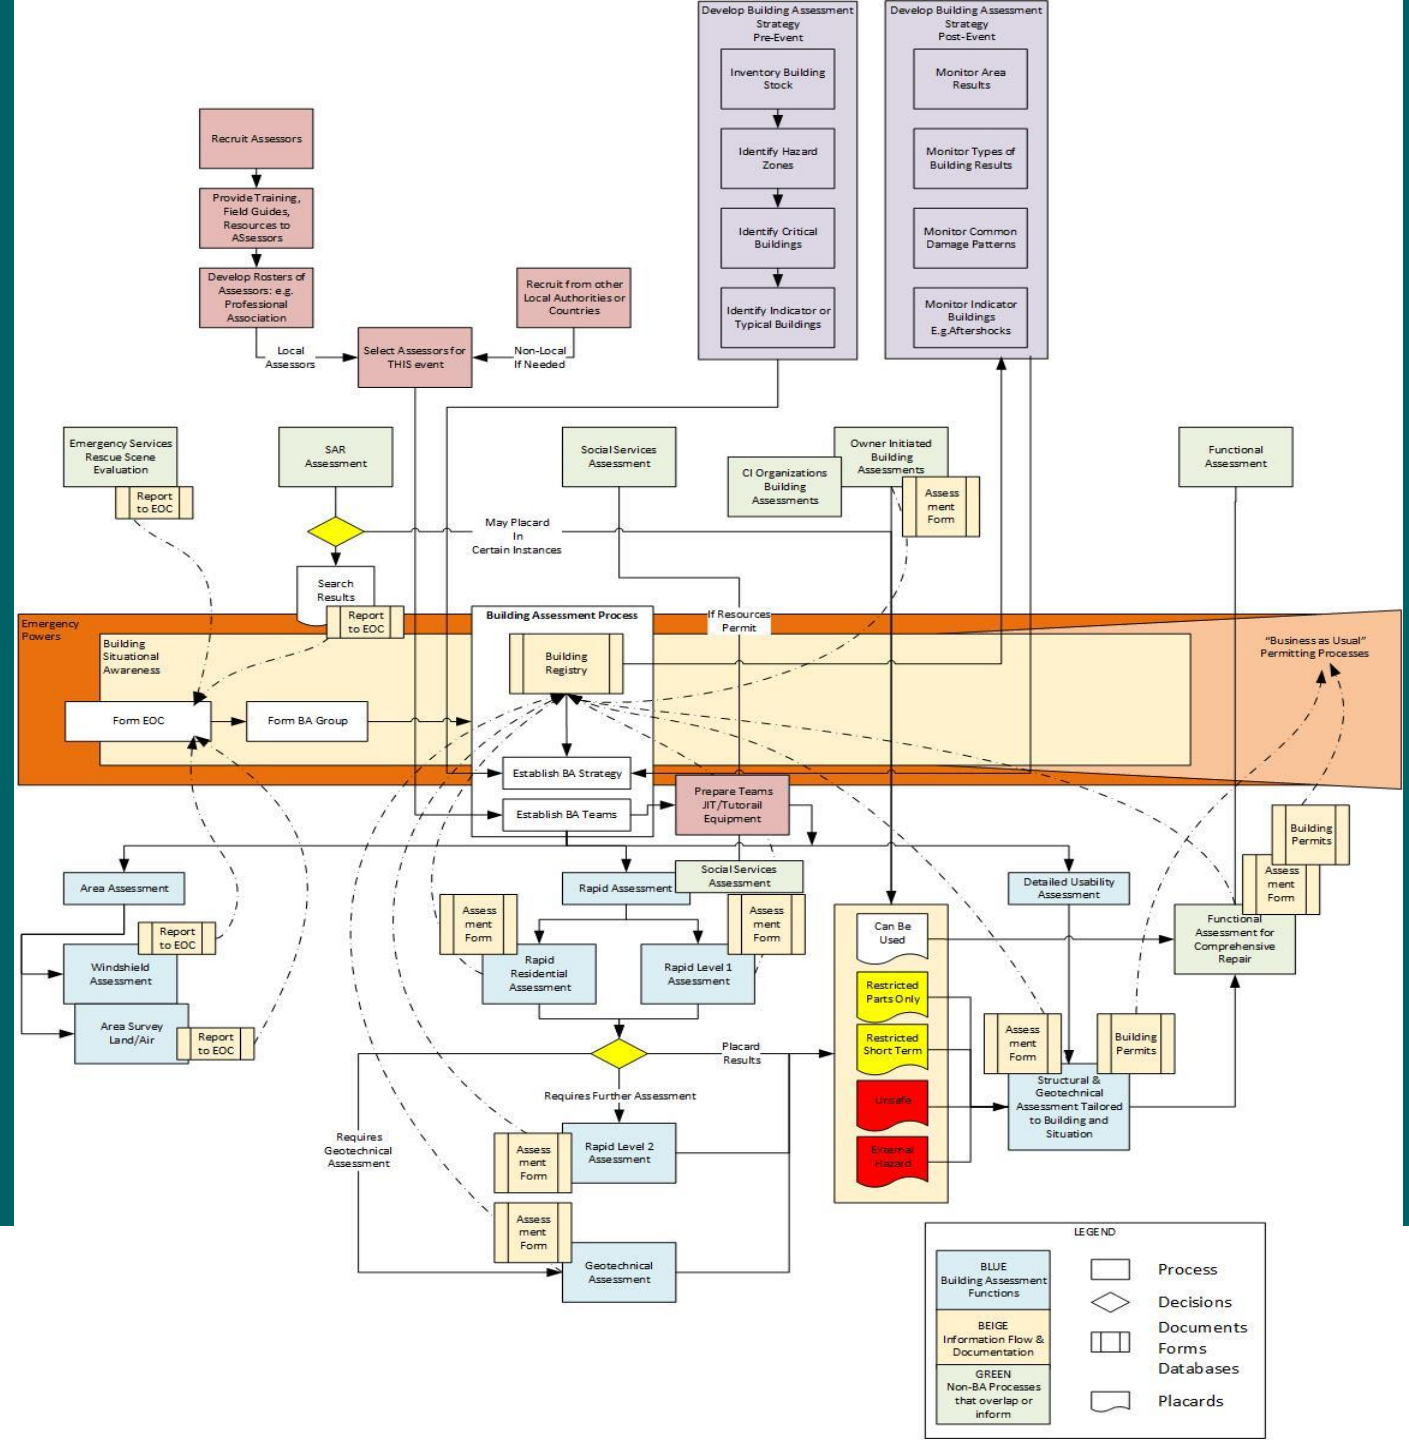 Develop Building Assessment
Strategy
Pre-Event
Inventory Building
Stock
Identify Hazard
Zones
Identify Critical
Buildings
Identify Indicator or
Typical Buildings
Develop Building Assessment
Strategy
Post-Event
Monitor Area
Results
Monitor Types of
Building Results
Monitor Common
Damage Patterns
Monitor Indicator
Buildings
E.g.Aftershocks
Recruit Assessors
Provide Training,
Field Guides,
Resources to
ASsessors
Develop Rosters of
Assessors: e.g.
Professional
Association
Recruit from other
Local Authorities or
Countries
Local
Assessors
Select Assessors for
THIS event
Non-Local
If Needed
Emergency Services
Rescue Scene
Evaluation
Report
to EOC
SAR
Assessment
Social Services
Assessment
CI Organizations
Building
Assessments
Owner Initiated
Building
Assessments
Assess
ment
Form
Functional
Assessment
May Placard
In
Certain Instances
Search
Results
Report
to EOC
Emergency
Powers
Building
Situational
Awareness
Building Assessment Process
Building
Registry
If Resources
Permit
"Business as Usual"
Permitting Processes
Form EOC
Form BA Group
Establish BA Strategy
Establish BA Teams
Prepare Teams
JIT/Tutorail
Equipment
Building
Permits
Area Assessment
Rapid Assessment
Social Services
Assessment
Detailed Usability
Assessment
Assess
ment
Form
Functional
Assessment for
Comprehensive
Repair
Report
to EOC
Windshield
Assessment
Area Survey
Land/Air
Report
to EOC
Assess
ment
Form
Rapid
Residential
Assessment
Rapid Level 1
Assessment
Assess
ment
Form
Can Be
Used
Restricted
Parts Only
Restricted
Short Term
Unsafe
External
Hazard
Assess
ment
Form
Building
Permits
Structural &
Geotechnical
Assessment Tailored
to Building and
Situation
Placard
Results
Requires Further Assessment
Requires
Geotechnical
Assessment
Assess
ment
Form
Rapid Level 2
Assessment
Assess
ment
Form
Geotechnical
Assessment
LEGEND
BLUE
Building Assessment
Functions
BEIGE
Information Flow &
Documentation
GREEN
Non-BA Processes
that overlap or
inform
Process
Decisions
Documents
Forms
Databases
Placards